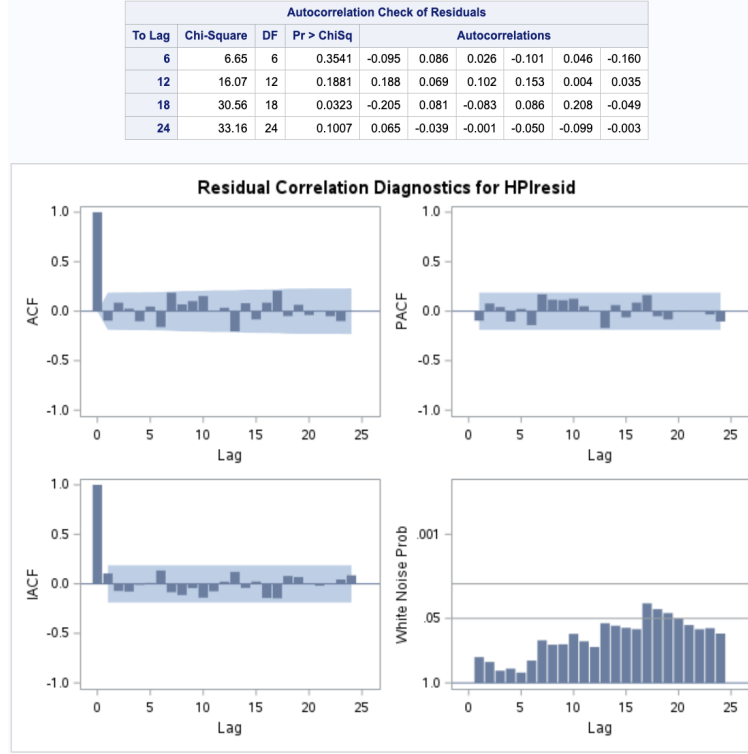 Autocorrelation Check of Residuals
To Lag Chi-Square DF Pr > ChiSq Autocorrelations
6 6.65 6 0.3541 -0.095 0.086 0.026 -0.101 0.046 -0.160
12 16.07 12 0.1881 0.188 0.069 0.102 0.153 0.004 0.035
18 30.56 18 0.0323 -0.205 0.081 -0.083 0.086 0.208 -0.049
24 33.16 24 0.1007 0.065 -0.039 -0.001 -0.050 -0.099 -0.003
Residual Correlation Diagnostics for HPIresid
1.0
0.5
0.0
-0.5
-1.0
ACF
0 5 10 15 20 25
Lag
1.0
0.5
0.0
-0.5
-1.0
PACF
0 5 10 15 20 25
Lag
1.0
0.5
0.0
-0.5
-1.0
IACF
0 5 10 15 20 25
Lag
.001
.05
1.0
White Noise Prob
0 5 10 15 20 25
Lag